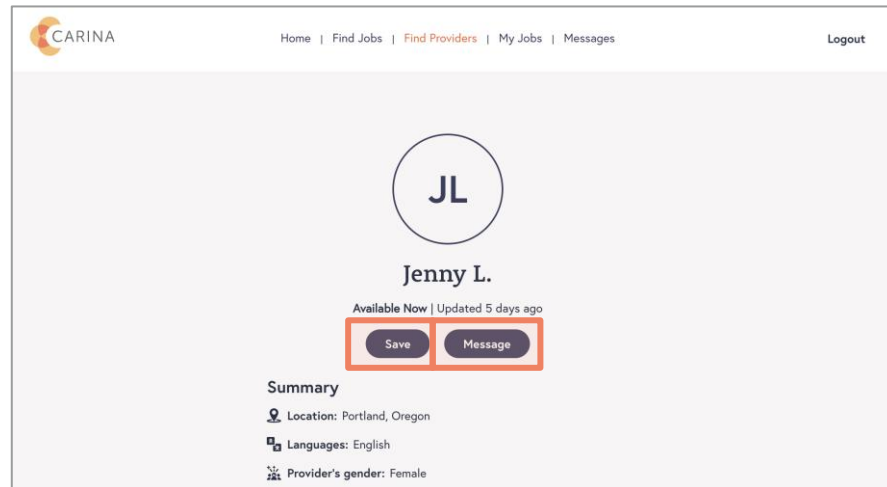 CARINA
Home | Find Jobs | Find Providers | My Jobs | Messages
Logout
JL
Jenny L.
Available Now | Updated 5 days ago
Save
Message
Summary
Location: Portland, Oregon
Languages: English
Provider's gender: Female